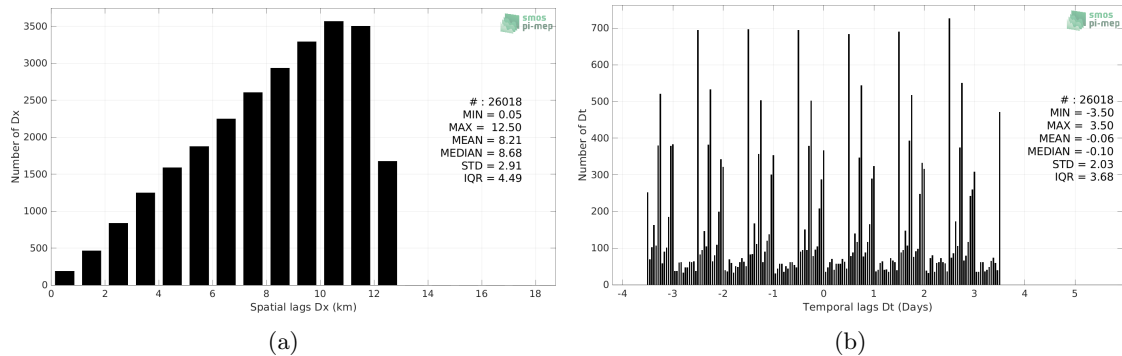 3500
3000
2500
2000
1500
1000
500
0
Number of Dx
0 2 4 6 8 10 12 14 16 18
Spatial lags Dx (km)
smos
pi-mep
# : 26018
MIN = 0.05
MAX = 12.50
MEAN = 8.21
MEDIAN = 8.68
STD = 2.91
IQR = 4.49
(a)
700
600
500
400
300
200
100
0
Number of Dt
-4 -3 -2 -1 0 1 2 3 4 5
Temporal lags Dt (Days)
smos
pi-mep
# : 26018
MIN = -3.50
MAX = 3.50
MEAN = -0.06
MEDIAN = -0.10
STD = 2.03
IQR = 3.68
(b)